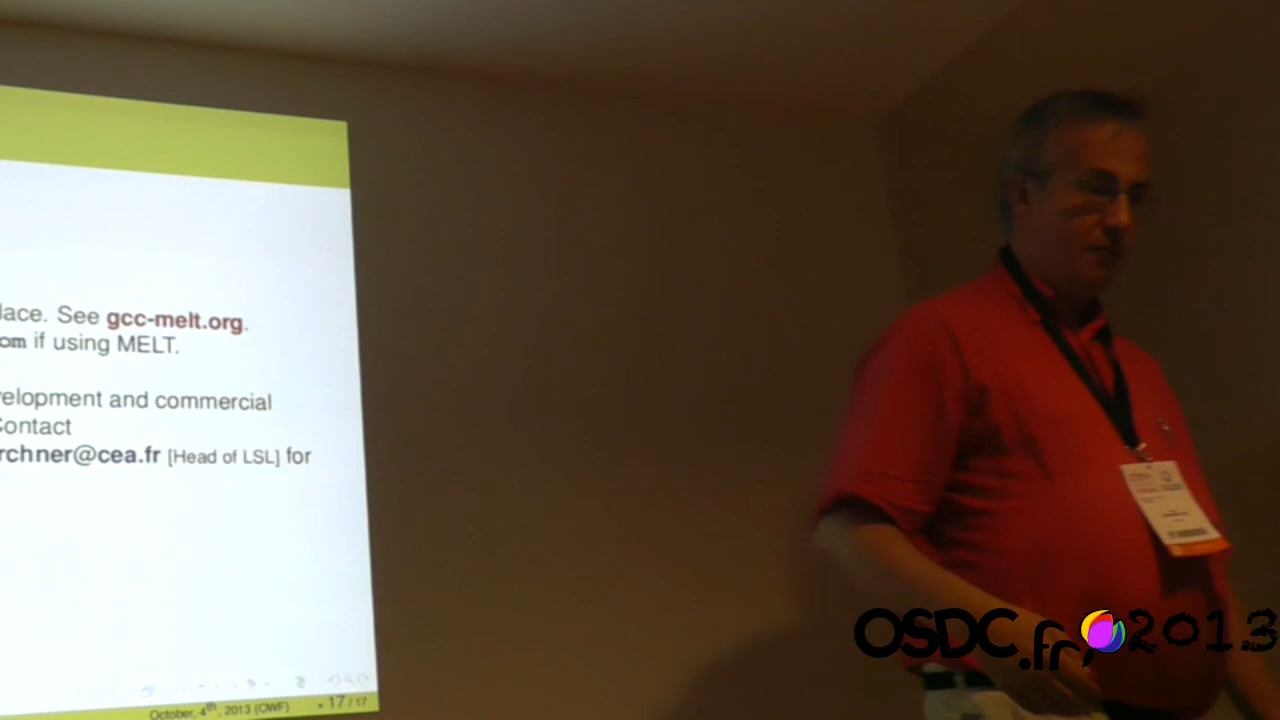 lace. See gcc-melt.org.
om if using MELT.
velopment and commercial
Contact
rchner@cea.fr [Head of LSL] for
October, 4th, 2013 (OWF) 17 / 17
OSDC.fr 2013